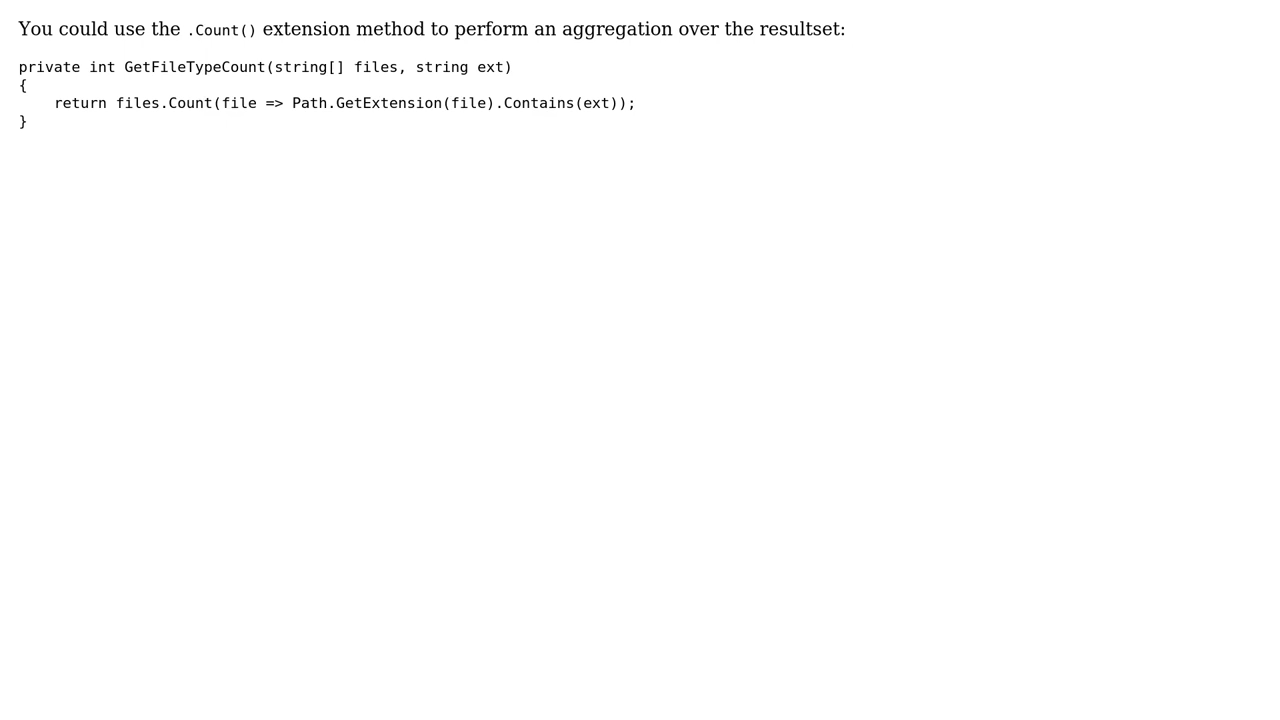 You could use the .Count() extension method to perform an aggregation over the resultset:
private int GetFileTypeCount(string[] files, string ext)
{
    return files.Count(file => Path.GetExtension(file).Contains(ext));
}